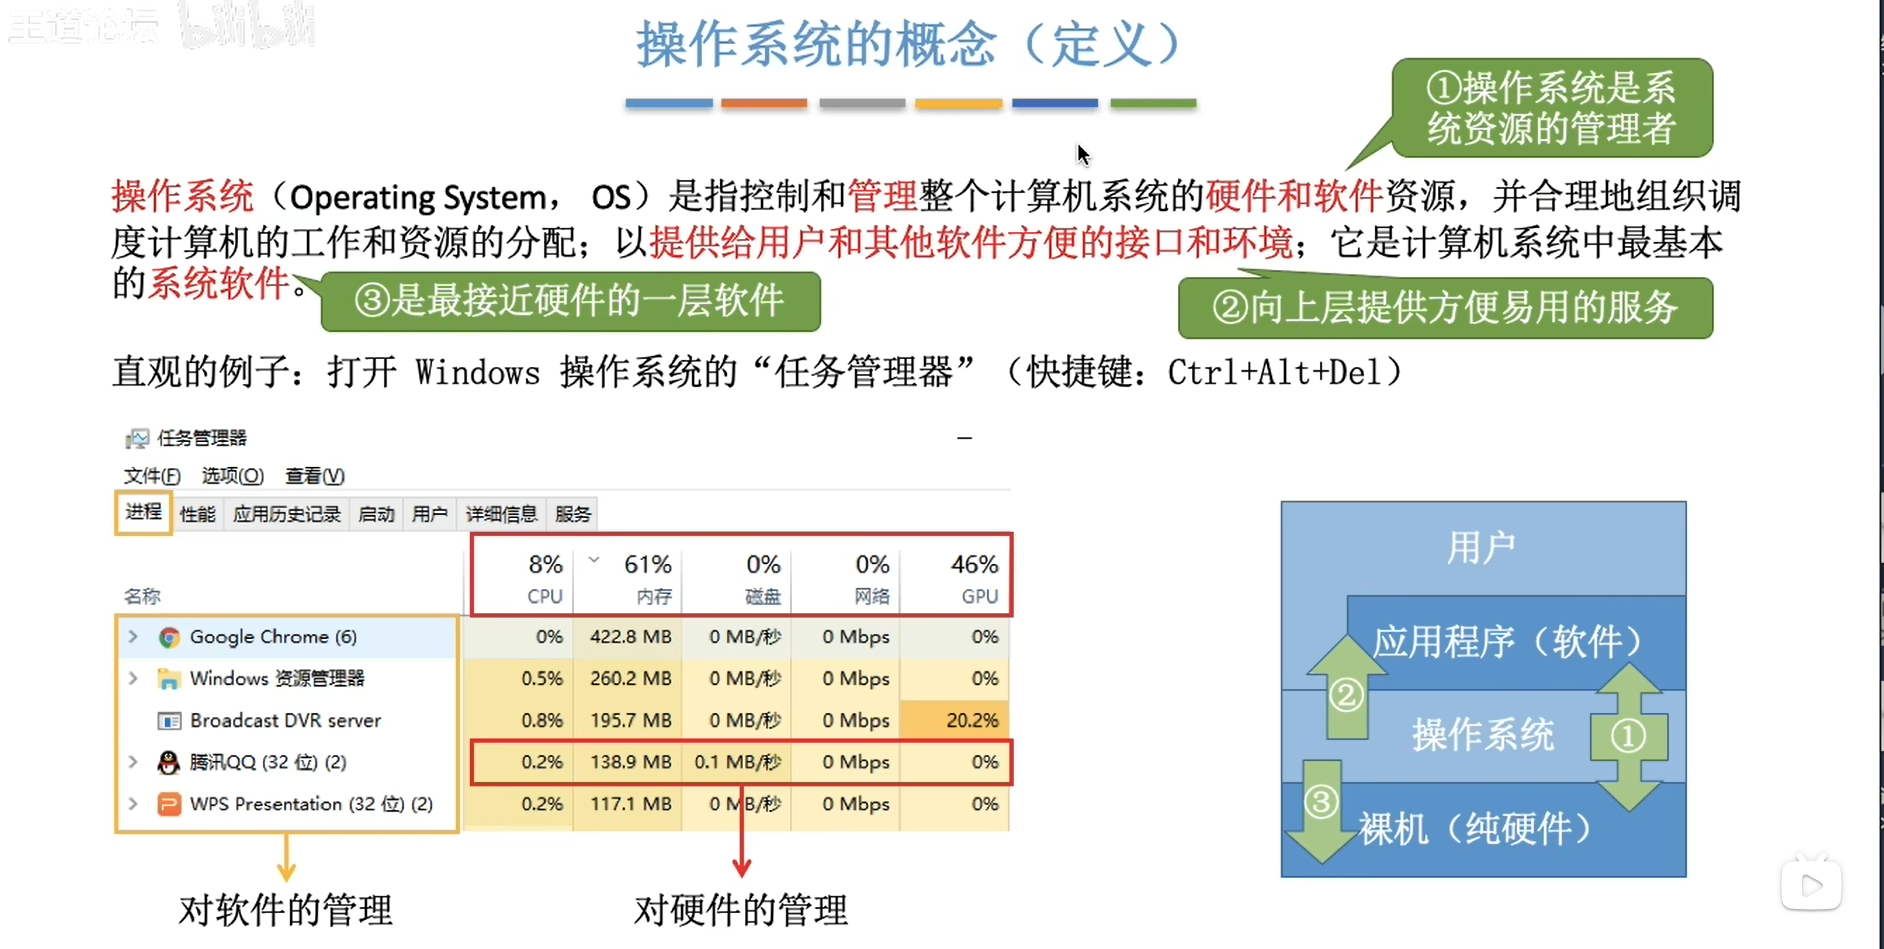 王道论坛 bilibili
操作系统的概念（定义）
①操作系统是系
统资源的管理者
操作系统（Operating System， OS）是指控制和管理整个计算机系统的硬件和软件资源，并合理地组织调
度计算机的工作和资源的分配；以提供给用户和其他软件方便的接口和环境；它是计算机系统中最基本
的系统软件。
③是最接近硬件的一层软件
②向上层提供方便易用的服务
直观的例子：打开 Windows 操作系统的“任务管理器”（快捷键：Ctrl+Alt+Del）
任务管理器
文件(F) 选项(O) 查看(V)
进程 性能 应用历史记录 启动 用户 详细信息 服务
8% 61% 0% 0% 46%
名称 CPU 内存 磁盘 网络 GPU
Google Chrome (6) 0% 422.8 MB 0 MB/秒 0 Mbps 0%
Windows 资源管理器 0.5% 260.2 MB 0 MB/秒 0 Mbps 0%
Broadcast DVR server 0.8% 195.7 MB 0 MB/秒 0 Mbps 20.2%
腾讯QQ (32 位) (2) 0.2% 138.9 MB 0.1 MB/秒 0 Mbps 0%
WPS Presentation (32 位) (2) 0.2% 117.1 MB 0 MB/秒 0 Mbps 0%
对软件的管理
对硬件的管理
用户
应用程序（软件）
②
操作系统
①
③
裸机（纯硬件）